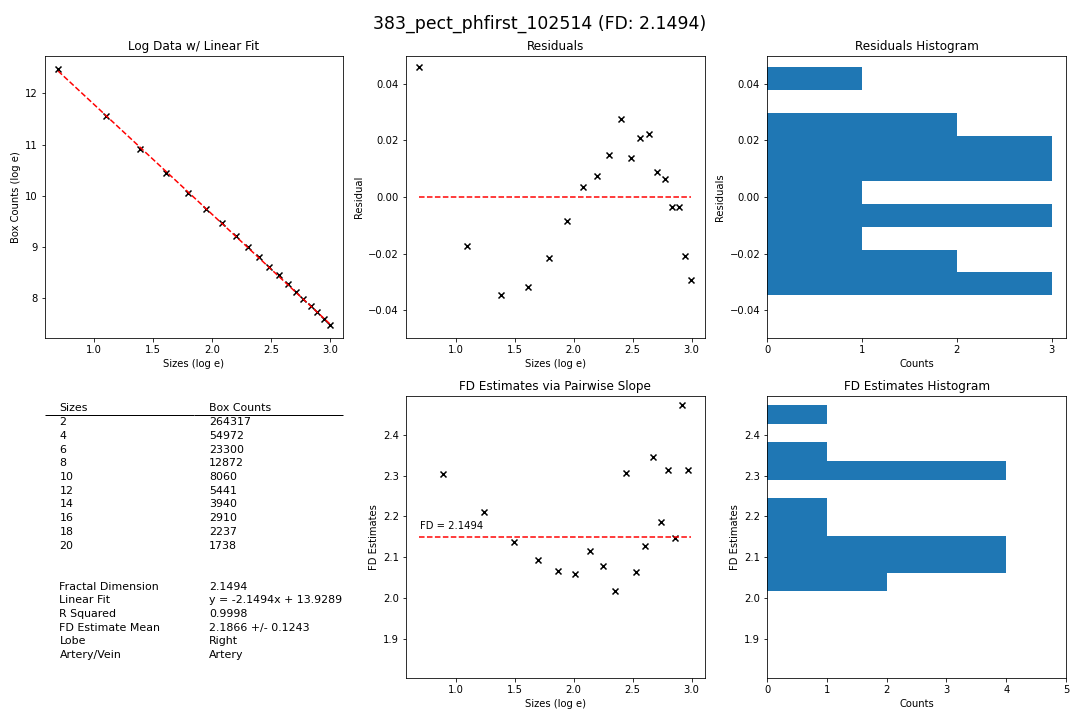 383_pect_phfirst_102514 (FD: 2.1494)
Log Data w/ Linear Fit
Box Counts (log e)
12
11
10
9
8
1.0 1.5 2.0 2.5 3.0
Sizes (log e)
Residuals
Residual
0.04
0.02
0.00
−0.02
−0.04
1.0 1.5 2.0 2.5 3.0
Sizes (log e)
Residuals Histogram
Residuals
0.04
0.02
0.00
−0.02
−0.04
0 1 2 3
Counts
Sizes Box Counts
2 264317
4 54972
6 23300
8 12872
10 8060
12 5441
14 3940
16 2910
18 2237
20 1738
Fractal Dimension 2.1494
Linear Fit y = -2.1494x + 13.9289
R Squared 0.9998
FD Estimate Mean 2.1866 +/- 0.1243
Lobe Right
Artery/Vein Artery
FD Estimates via Pairwise Slope
FD Estimates
2.4
2.3
2.2
2.1
2.0
1.9
FD = 2.1494
1.0 1.5 2.0 2.5 3.0
Sizes (log e)
FD Estimates Histogram
FD Estimates
2.4
2.3
2.2
2.1
2.0
1.9
0 1 2 3 4 5
Counts